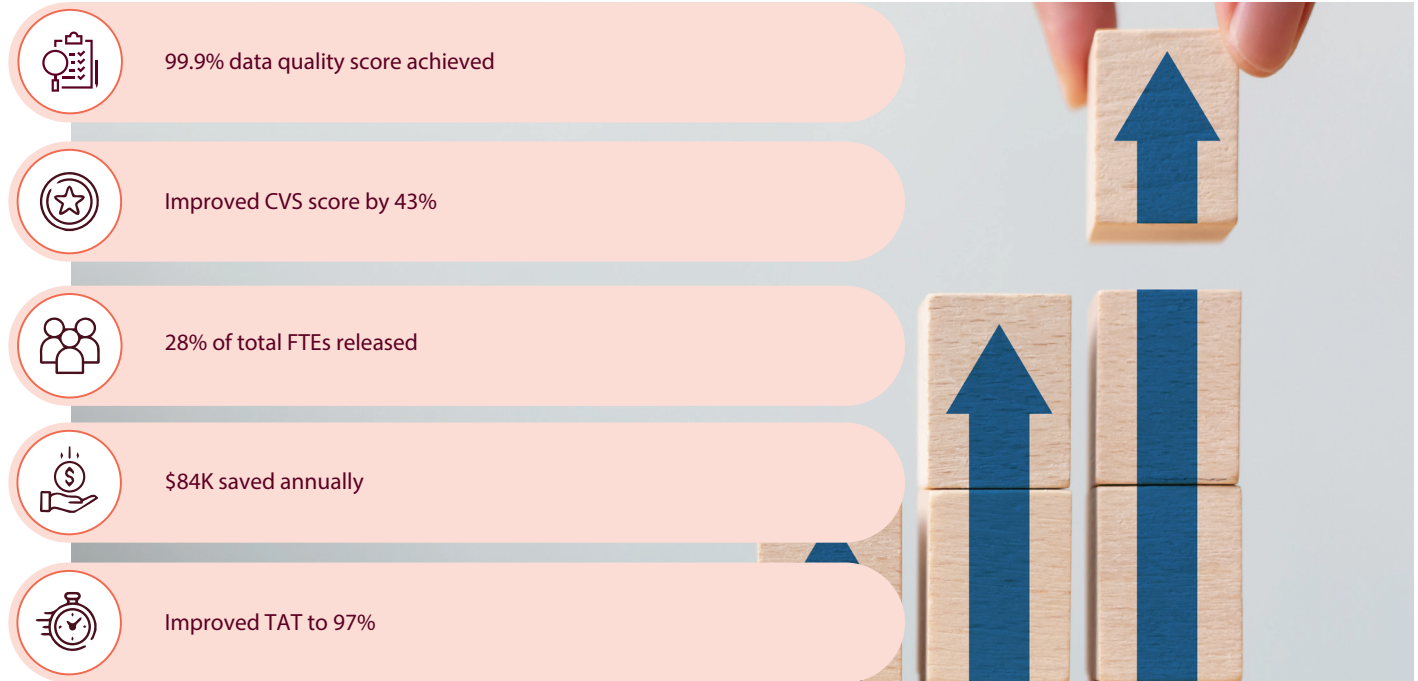 99.9% data quality score achieved
Improved CVS score by 43%
28% of total FTEs released
$84K saved annually
Improved TAT to 97%